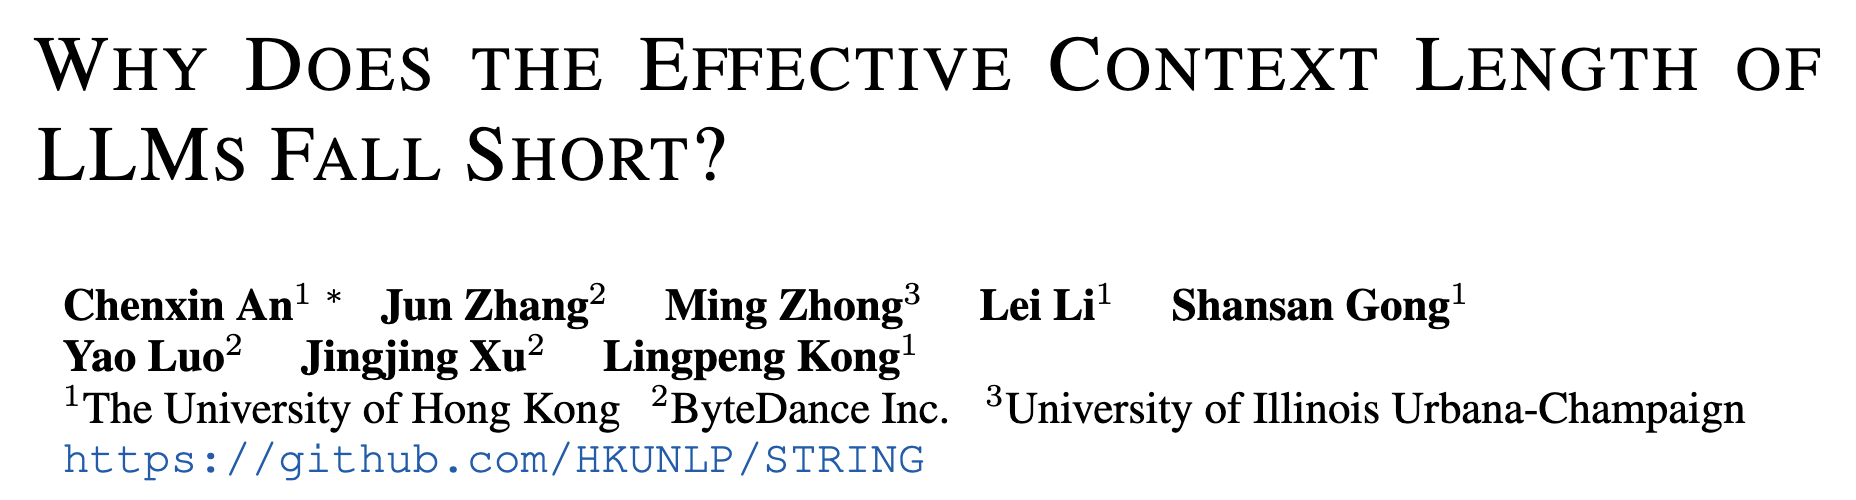 WHY DOES THE EFFECTIVE CONTEXT LENGTH OF
LLMS FALL SHORT?
Chenxin An¹ * Jun Zhang² Ming Zhong³ Lei Li¹ Shansan Gong¹
Yao Luo² Jingjing Xu² Lingpeng Kong¹
¹The University of Hong Kong ²ByteDance Inc. ³University of Illinois Urbana-Champaign
https://github.com/HKUNLP/STRING